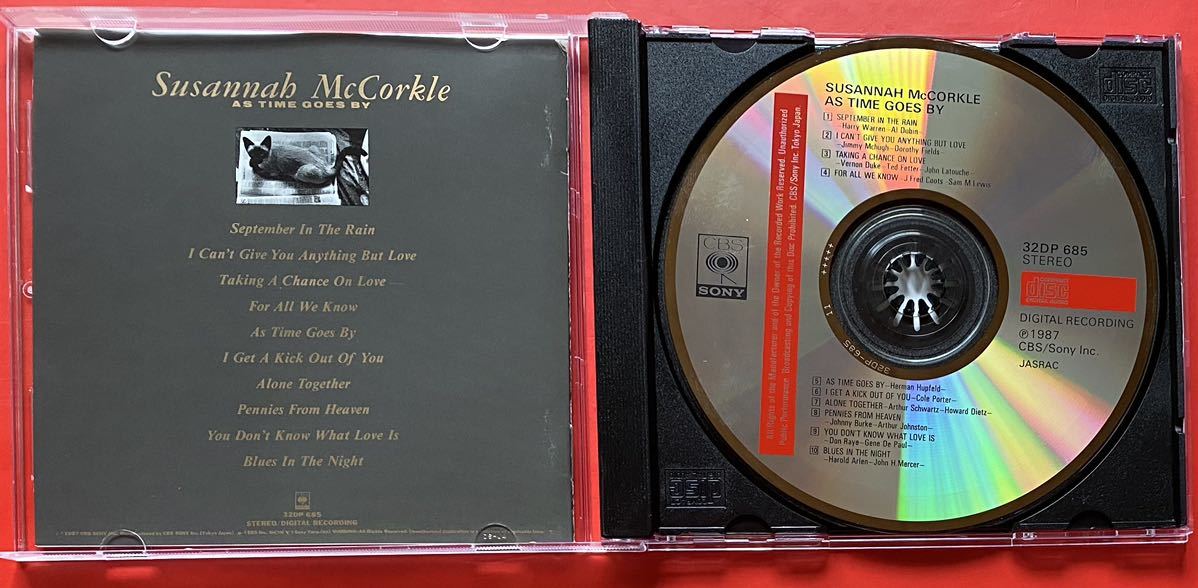 Susannah McCorkle
AS TIME GOES BY
September In The Rain
I Can't Give You Anything But Love
Taking A Chance On Love
For All We Know
As Time Goes By
I Get A Kick Out Of You
Alone Together
Pennies From Heaven
You Don't Know What Love Is
Blues In The Night
32DP 685
STEREO/DIGITAL RECORDING
SUSANNAH McCORKLE
AS TIME GOES BY
1 SEPTEMBER IN THE RAIN
–Harry Warren–Al Dubin–
2 I CAN'T GIVE YOU ANYTHING BUT LOVE
–Jimmy Mchugh–Dorothy Fields–
3 TAKING A CHANCE ON LOVE
–Vernon Duke–Ted Fetter–John Latouche–
4 FOR ALL WE KNOW–J Fred Coots–Sam M Lewis
All Rights of the Manufacturer and of the Owner of the Recorded Work Reserved. Unauthorized
Public Performance, Broadcasting and Copying of this Disc Prohibited. CBS/Sony Inc. Tokyo Japan
CBS
SONY
32DP 685
STEREO
COMPACT
disc
DIGITAL AUDIO
DIGITAL RECORDING
℗1987
CBS/Sony Inc.
JASRAC
32DP-685 11 +++++
5 AS TIME GOES BY–Herman Hupfeld–
6 I GET A KICK OUT OF YOU–Cole Porter–
7 ALONE TOGETHER–Arthur Schwartz–Howard Dietz–
8 PENNIES FROM HEAVEN
–Johnny Burke–Arthur Johnston–
9 YOU DON'T KNOW WHAT LOVE IS
–Don Raye–Gene De Paul–
10 BLUES IN THE NIGHT
–Harold Arlen–John H.Mercer–
COMPACT
disc
DIGITAL AUDIO
disc